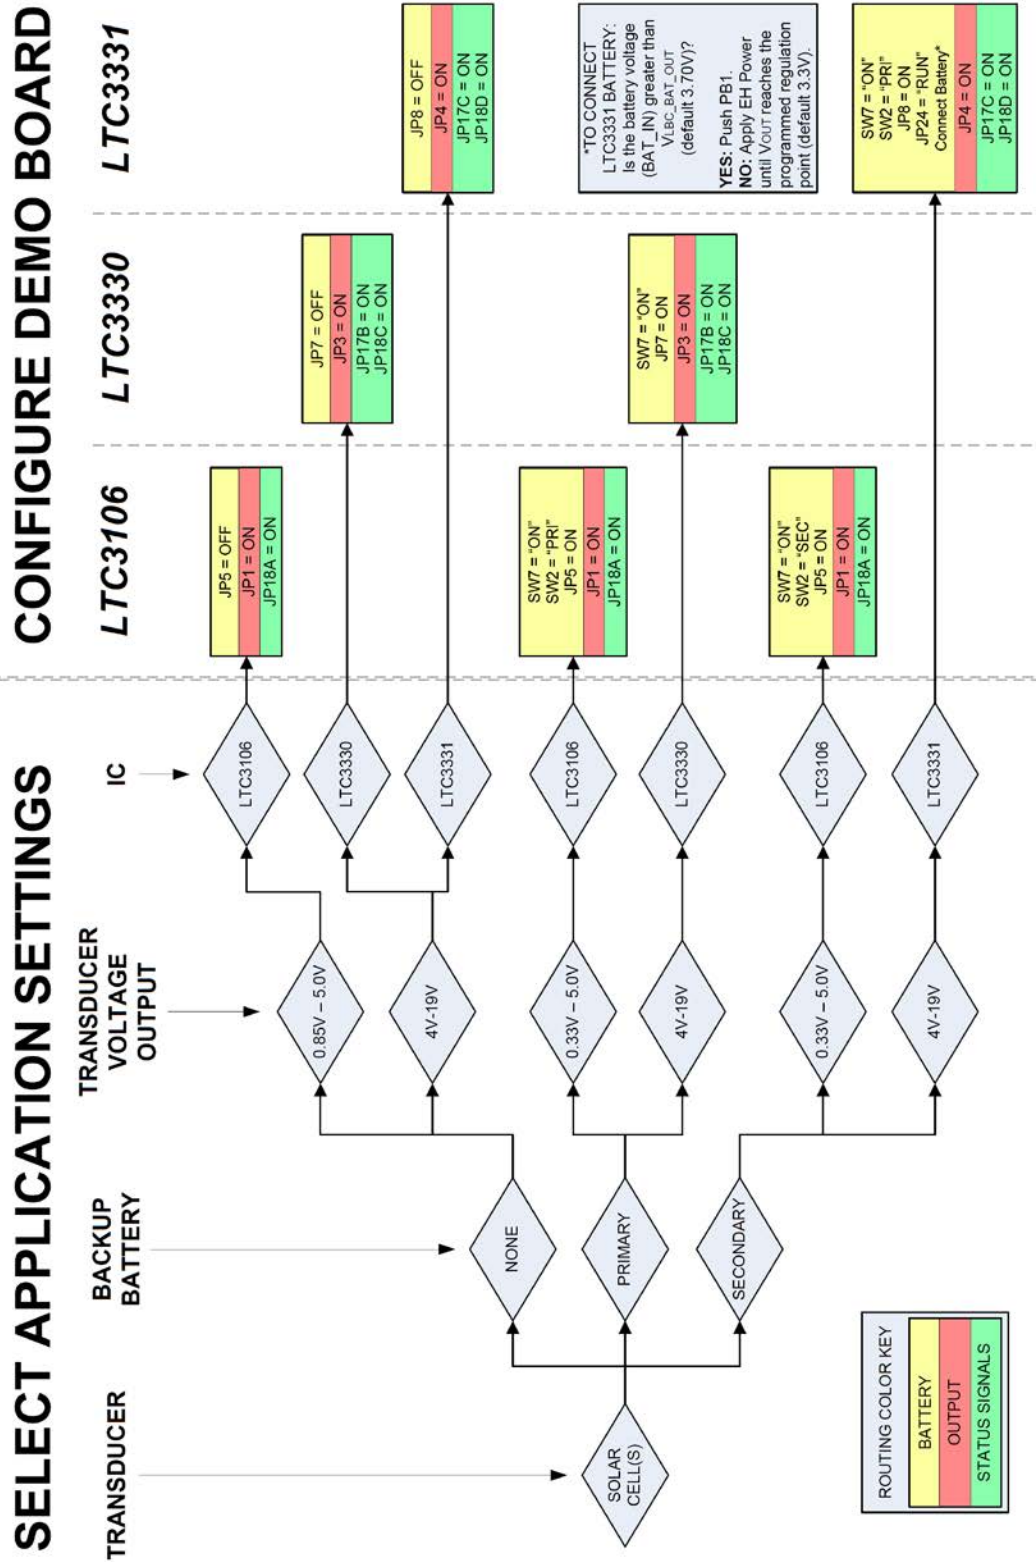 SELECT APPLICATION SETTINGS
CONFIGURE DEMO BOARD
TRANSDUCER
BACKUP
BATTERY
TRANSDUCER
VOLTAGE
OUTPUT
IC
LTC3106
LTC3330
LTC3331
SOLAR
CELL(S)
NONE
PRIMARY
SECONDARY
0.85V – 5.0V
4V-19V
0.33V – 5.0V
4V-19V
0.33V – 5.0V
4V-19V
LTC3106
LTC3330
LTC3331
LTC3106
LTC3330
LTC3106
LTC3331
JP5 = OFF
JP1 = ON
JP18A = ON
JP7 = OFF
JP3 = ON
JP17B = ON
JP18C = ON
JP8 = OFF
JP4 = ON
JP17C = ON
JP18D = ON
SW7 = "ON"
SW2 = "PRI"
JP5 = ON
JP1 = ON
JP18A = ON
SW7 = "ON"
JP7 = ON
JP3 = ON
JP17B = ON
JP18C = ON
*TO CONNECT
LTC3331 BATTERY:
Is the battery voltage
(BAT_IN) greater than
VLBC_BAT_OUT
(default 3.70V)?
YES: Push PB1.
NO: Apply EH Power
until VOUT reaches the
programmed regulation
point (default 3.3V).
SW7 = "ON"
SW2 = "SEC"
JP5 = ON
JP1 = ON
JP18A = ON
SW7 = "ON"
SW2 = "PRI"
JP8 = ON
JP24 = "RUN"
Connect Battery*
JP4 = ON
JP17C = ON
JP18D = ON
ROUTING COLOR KEY
BATTERY
OUTPUT
STATUS SIGNALS